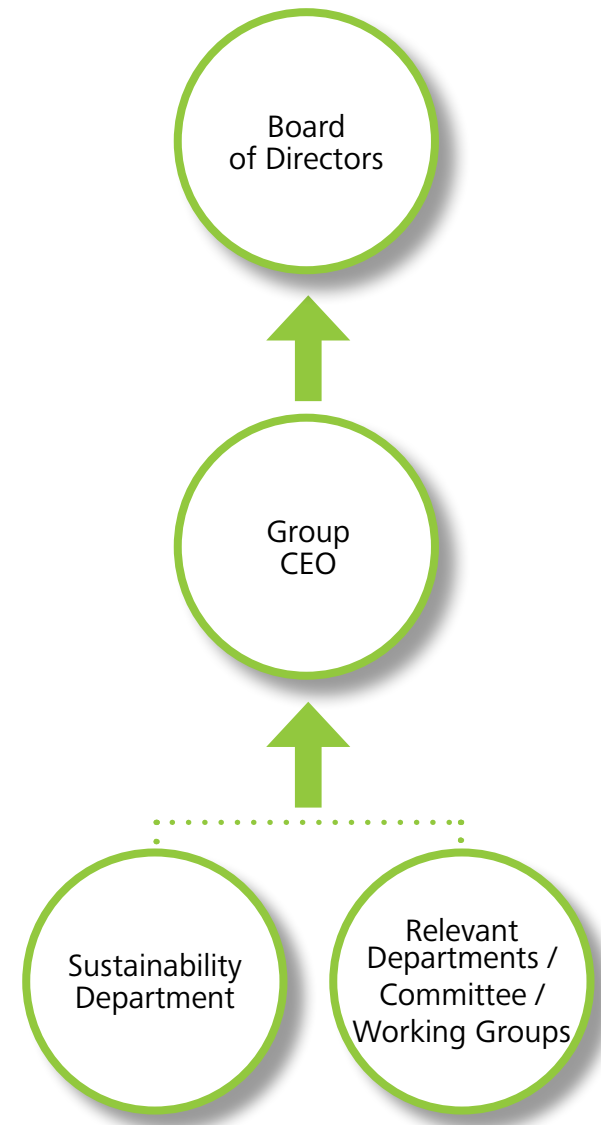 Board
of Directors
Group
CEO
Sustainability
Department
Relevant
Departments /
Committee /
Working Groups